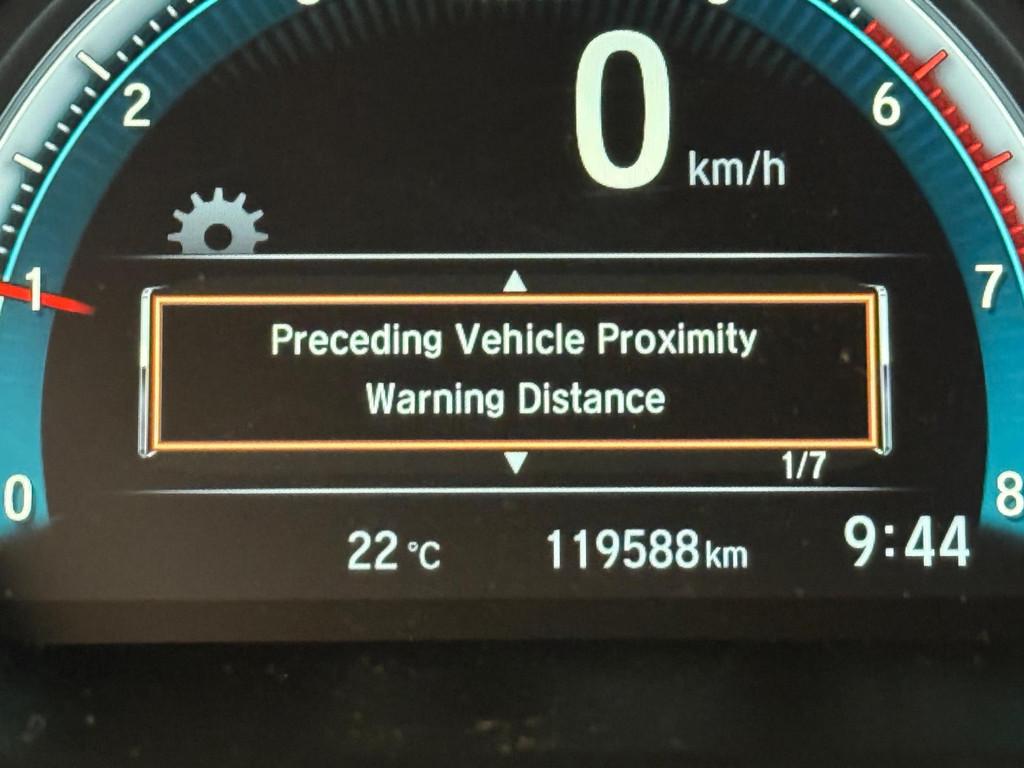 0 km/h
2
6
1
7
Preceding Vehicle Proximity
Warning Distance
1/7
0
8
22 °C
119588 km
9:44